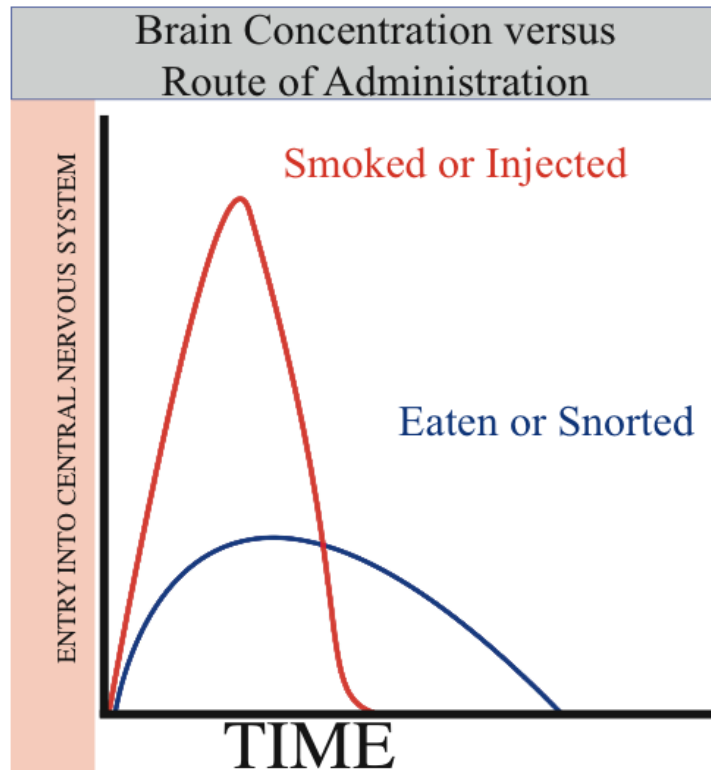 Brain Concentration versus
Route of Administration
Smoked or Injected
Eaten or Snorted
ENTRY INTO CENTRAL NERVOUS SYSTEM
TIME